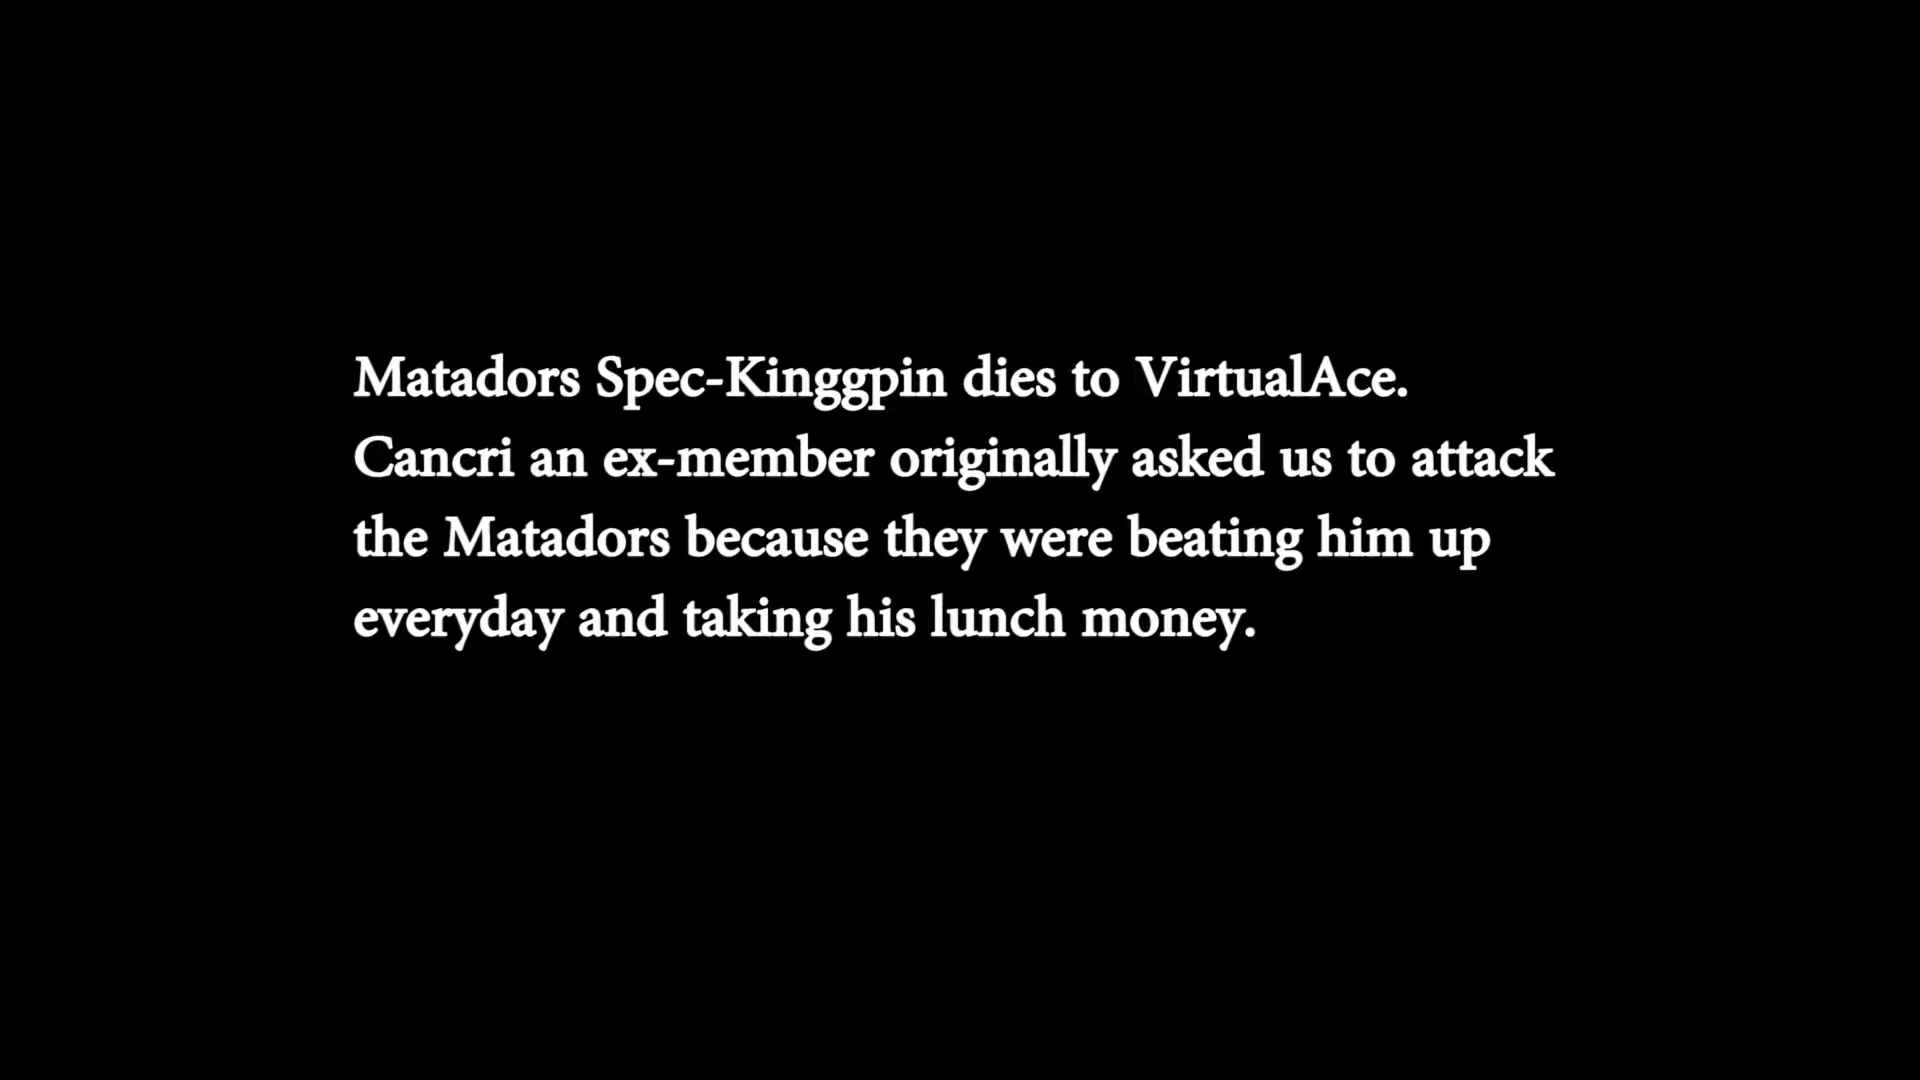 Matadors Spec-Kinggpin dies to VirtualAce.
Cancri an ex-member originally asked us to attack
the Matadors because they were beating him up
everyday and taking his lunch money.